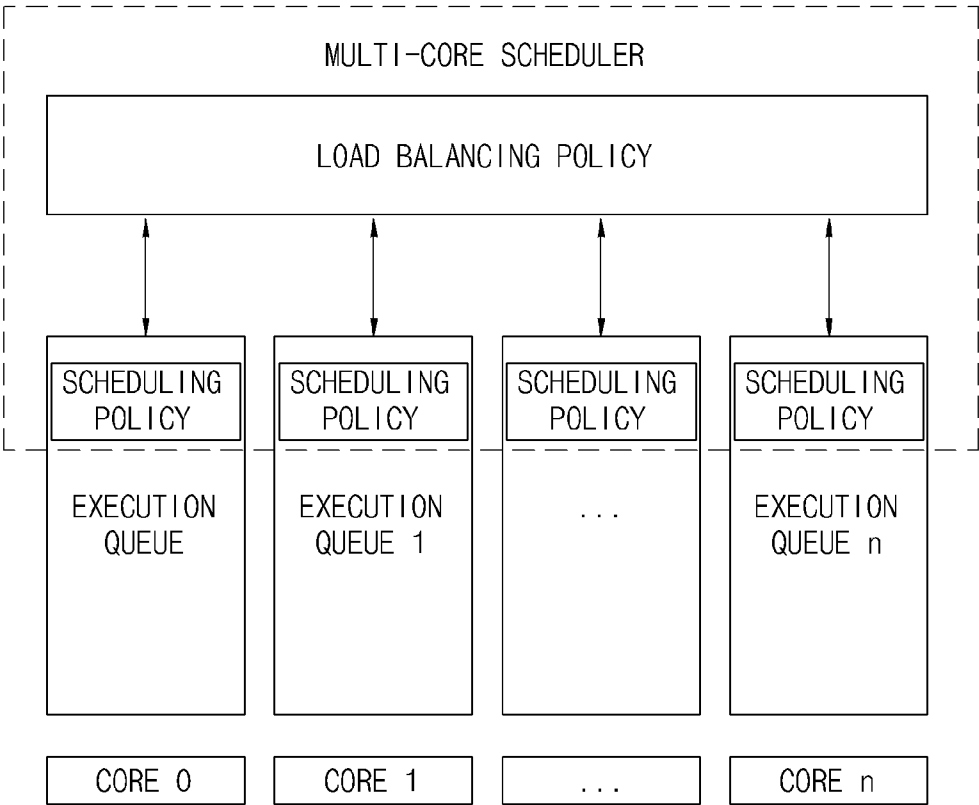 MULTI-CORE SCHEDULER
LOAD BALANCING POLICY
SCHEDULING
POLICY
SCHEDULING
POLICY
SCHEDULING
POLICY
SCHEDULING
POLICY
EXECUTION
QUEUE
EXECUTION
QUEUE 1
...
EXECUTION
QUEUE n
CORE 0
CORE 1
...
CORE n